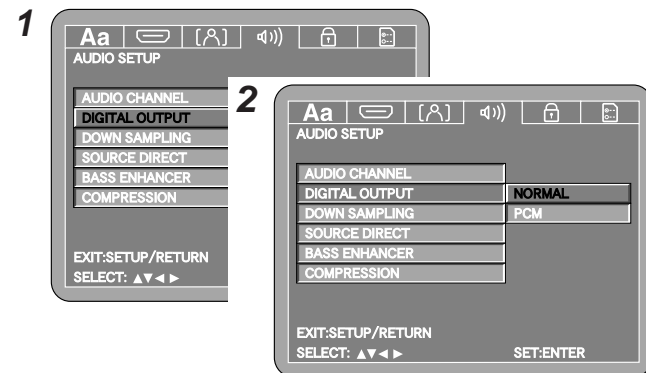 1
Aa
AUDIO SETUP
AUDIO CHANNEL
DIGITAL OUTPUT
DOWN SAMPLING
SOURCE DIRECT
BASS ENHANCER
COMPRESSION
EXIT:SETUP/RETURN
SELECT: ▲▼◄ ►
2
Aa
AUDIO SETUP
AUDIO CHANNEL
DIGITAL OUTPUT NORMAL
DOWN SAMPLING PCM
SOURCE DIRECT
BASS ENHANCER
COMPRESSION
EXIT:SETUP/RETURN
SELECT: ▲▼◄ ► SET:ENTER